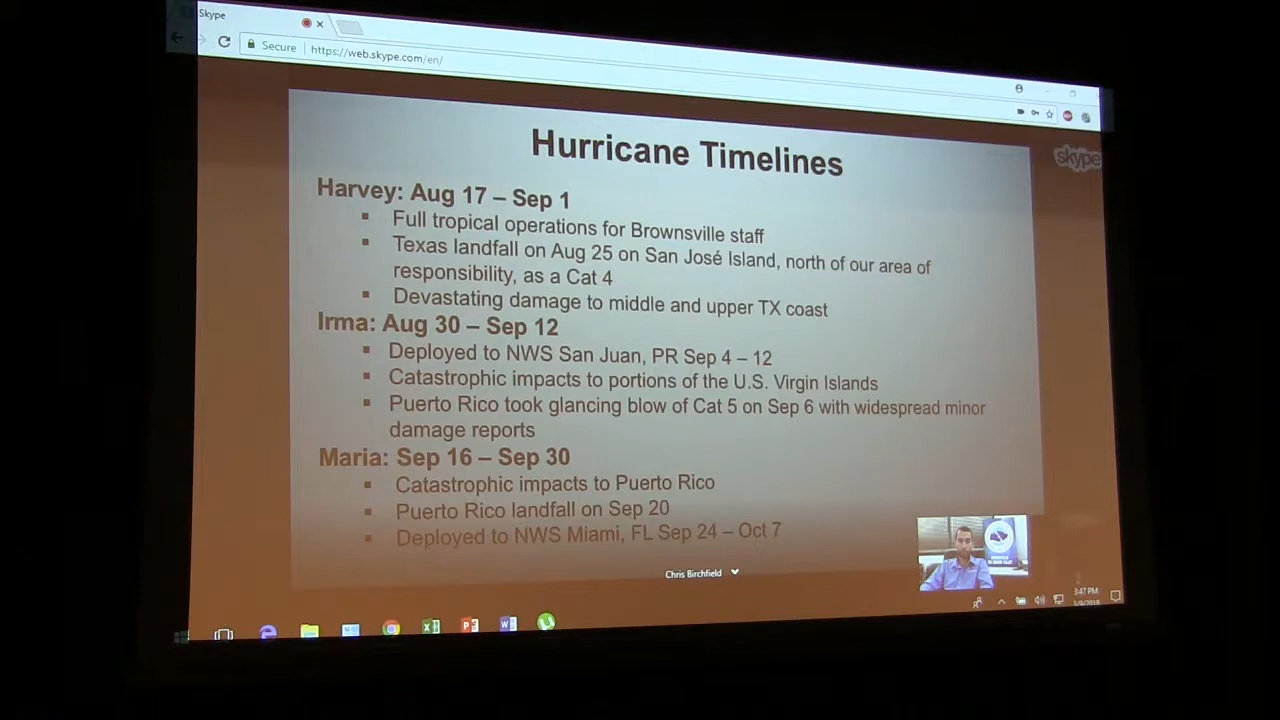 Skype
Secure
https://web.skype.com/en/
skype
Hurricane Timelines
Harvey: Aug 17 – Sep 1
▪ Full tropical operations for Brownsville staff
▪ Texas landfall on Aug 25 on San José Island, north of our area of
responsibility, as a Cat 4
▪ Devastating damage to middle and upper TX coast
Irma: Aug 30 – Sep 12
▪ Deployed to NWS San Juan, PR Sep 4 – 12
▪ Catastrophic impacts to portions of the U.S. Virgin Islands
▪ Puerto Rico took glancing blow of Cat 5 on Sep 6 with widespread minor
damage reports
Maria: Sep 16 – Sep 30
▪ Catastrophic impacts to Puerto Rico
▪ Puerto Rico landfall on Sep 20
▪ Deployed to NWS Miami, FL Sep 24 – Oct 7
Chris Birchfield
3:47 PM